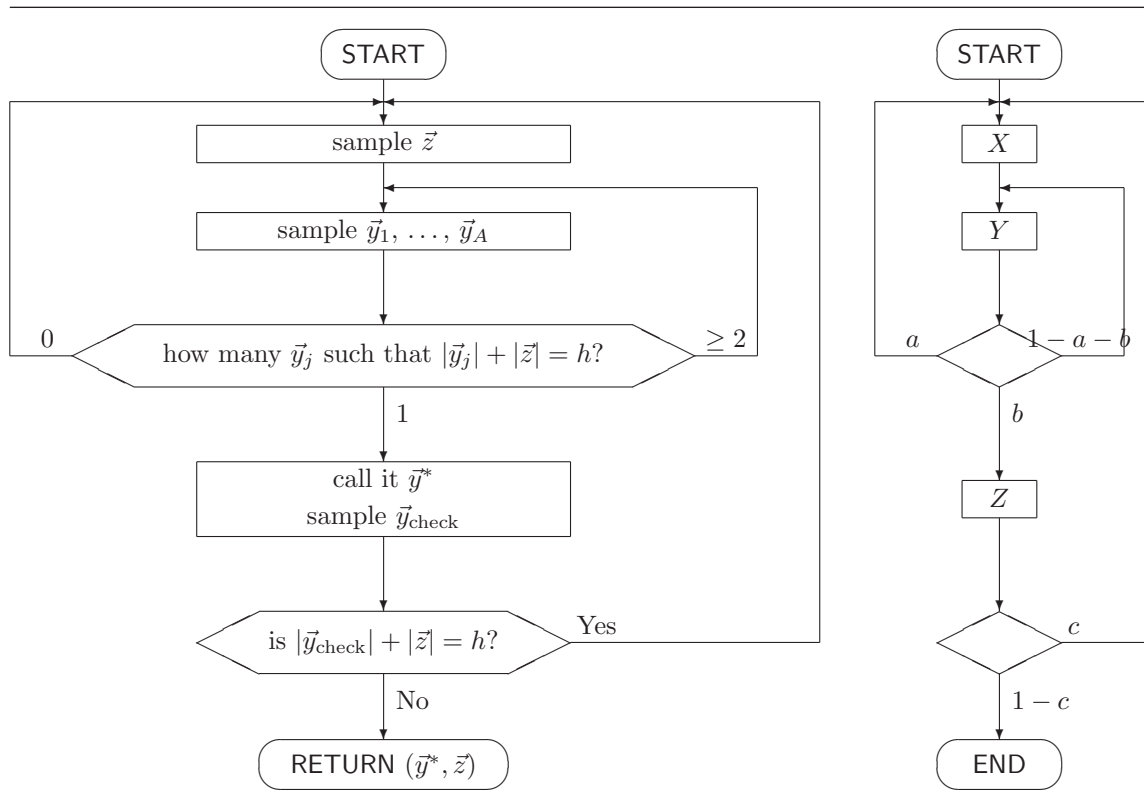 START
sample $\vec{z}$
sample $\vec{y}_1$, …, $\vec{y}_A$
0
how many $\vec{y}_j$ such that $|\vec{y}_j| + |\vec{z}| = h$?
≥ 2
1
call it $\vec{y}^*$
sample $\vec{y}_{\text{check}}$
is $|\vec{y}_{\text{check}}| + |\vec{z}| = h$?
Yes
No
RETURN $(\vec{y}^*, \vec{z})$
START
X
Y
a
1 − a − b
b
Z
c
1 − c
END